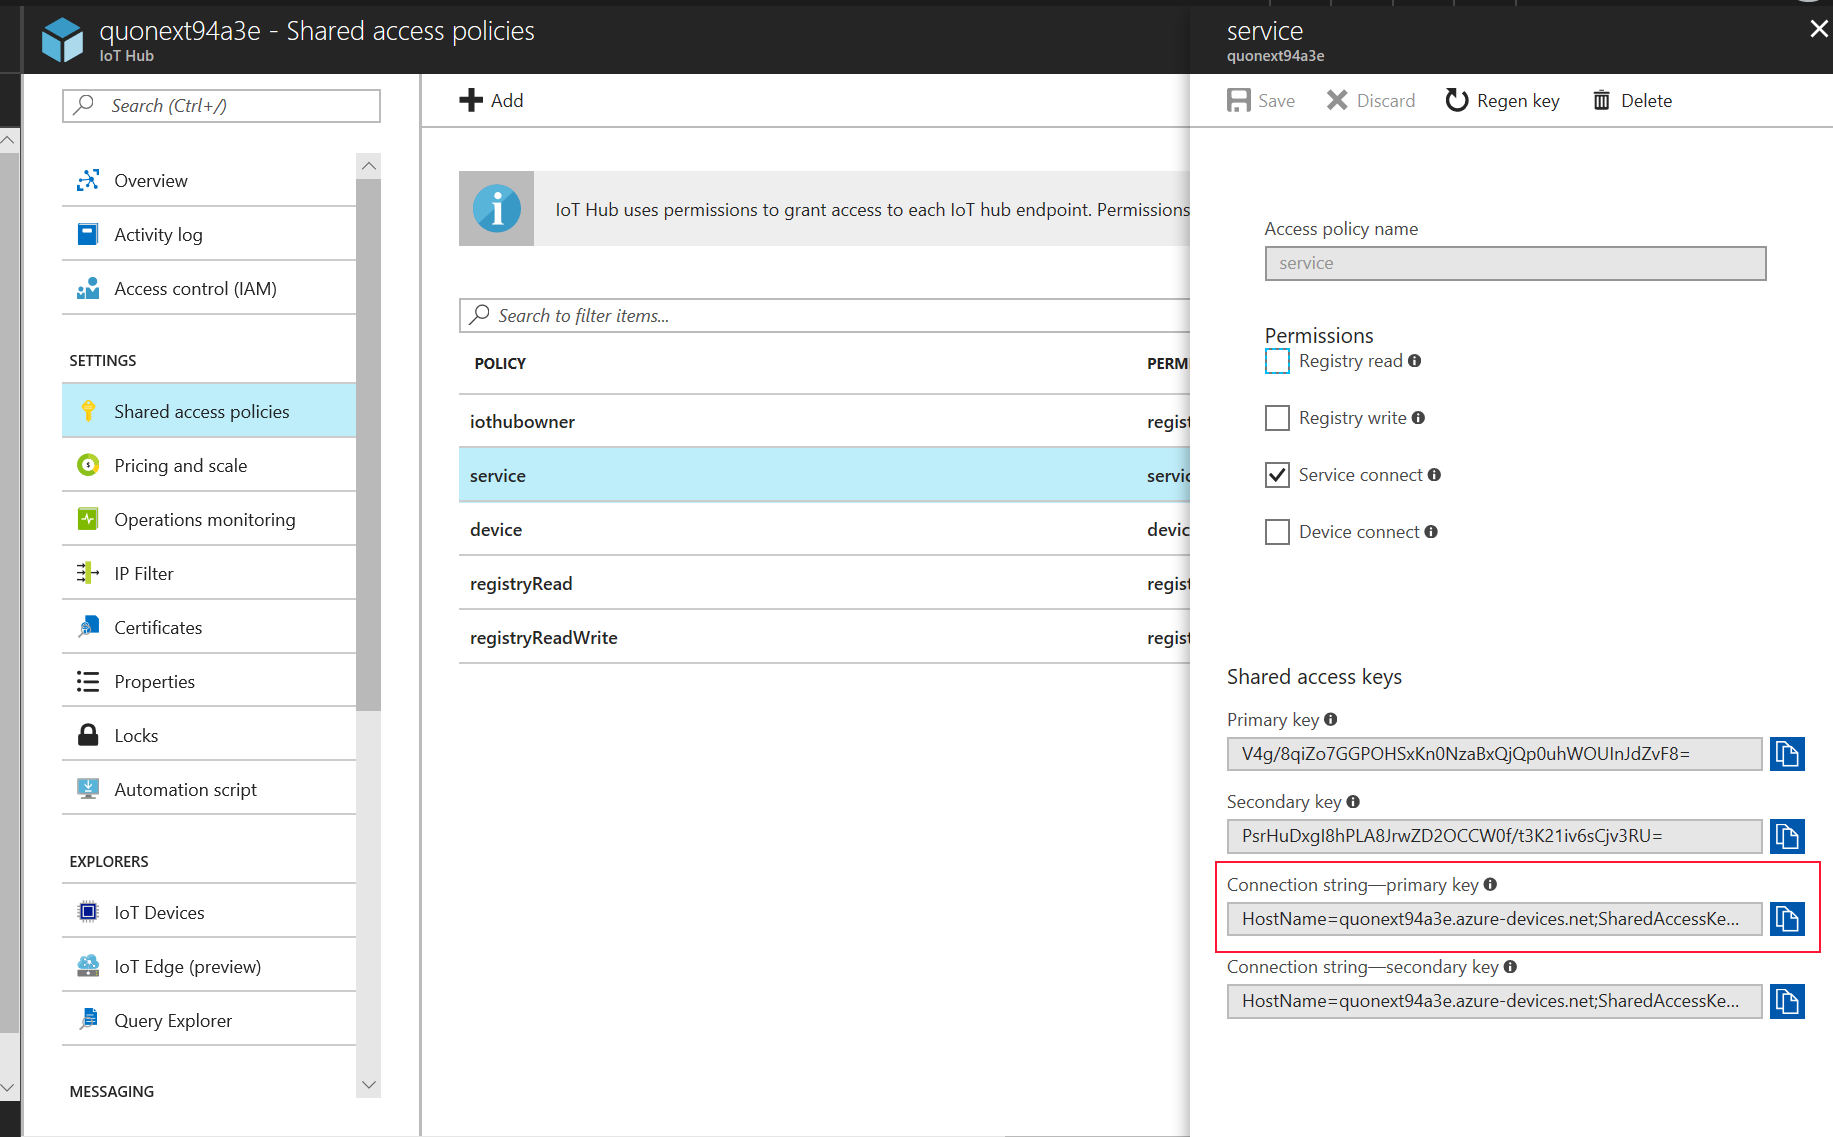 quonext94a3e - Shared access policies
IoT Hub
Search (Ctrl+/)
Overview
Activity log
Access control (IAM)
SETTINGS
Shared access policies
Pricing and scale
Operations monitoring
IP Filter
Certificates
Properties
Locks
Automation script
EXPLORERS
IoT Devices
IoT Edge (preview)
Query Explorer
MESSAGING
Add
IoT Hub uses permissions to grant access to each IoT hub endpoint. Permissions
Search to filter items...
POLICY PERM
iothubowner regist
service servic
device devic
registryRead regist
registryReadWrite regist
service
quonext94a3e
Save Discard Regen key Delete
Access policy name
service
Permissions
Registry read
Registry write
Service connect
Device connect
Shared access keys
Primary key
V4g/8qiZo7GGPOHSxKn0NzaBxQjQp0uhWOUInJdZvF8=
Secondary key
PsrHuDxgI8hPLA8JrwZD2OCCW0f/t3K21iv6sCjv3RU=
Connection string—primary key
HostName=quonext94a3e.azure-devices.net;SharedAccessKe...
Connection string—secondary key
HostName=quonext94a3e.azure-devices.net;SharedAccessKe...